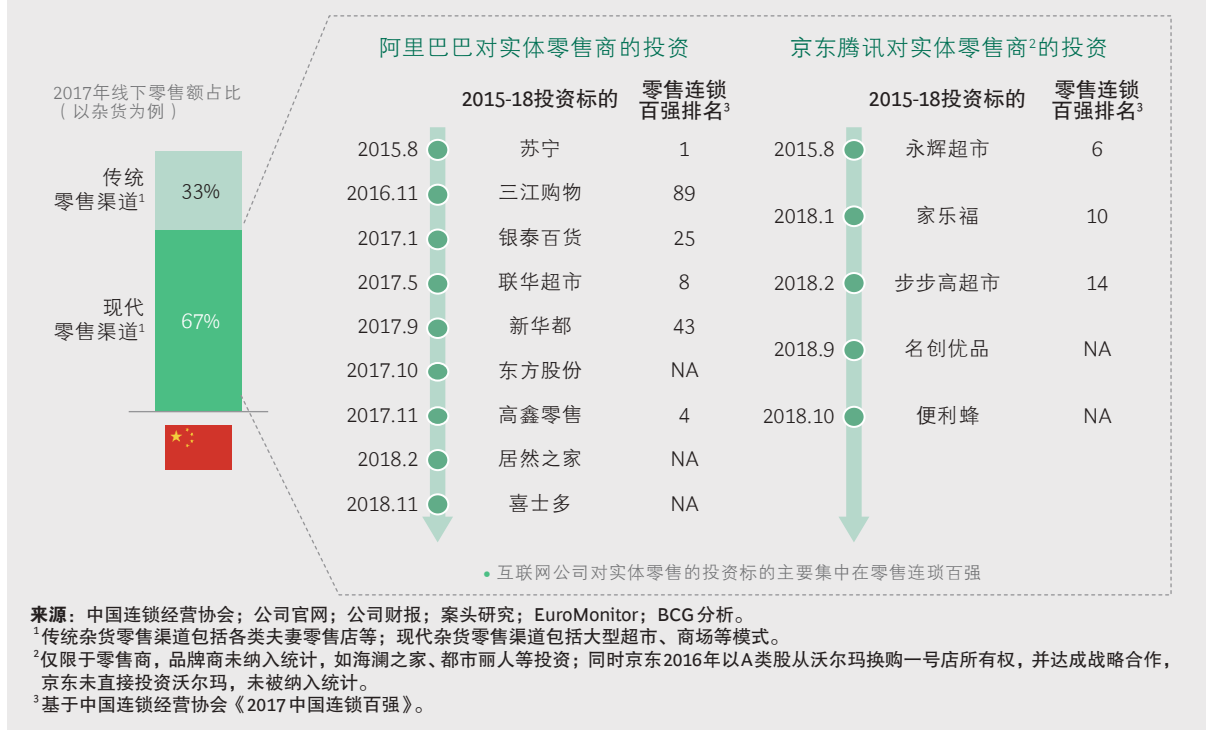 2017年线下零售额占比
（以杂货为例）
传统
零售渠道¹
33%
现代
零售渠道¹
67%
阿里巴巴对实体零售商的投资
2015-18投资标的
零售连锁
百强排名³
2015.8 苏宁 1
2016.11 三江购物 89
2017.1 银泰百货 25
2017.5 联华超市 8
2017.9 新华都 43
2017.10 东方股份 NA
2017.11 高鑫零售 4
2018.2 居然之家 NA
2018.11 喜士多 NA
京东腾讯对实体零售商²的投资
2015-18投资标的
零售连锁
百强排名³
2015.8 永辉超市 6
2018.1 家乐福 10
2018.2 步步高超市 14
2018.9 名创优品 NA
2018.10 便利蜂 NA
• 互联网公司对实体零售的投资标的主要集中在零售连琐百强
来源：中国连锁经营协会；公司官网；公司财报；案头研究；EuroMonitor；BCG分析。
¹传统杂货零售渠道包括各类夫妻零售店等；现代杂货零售渠道包括大型超市、商场等模式。
²仅限于零售商，品牌商未纳入统计，如海澜之家、都市丽人等投资；同时京东2016年以A类股从沃尔玛换购一号店所有权，并达成战略合作，
京东未直接投资沃尔玛，未被纳入统计。
³基于中国连锁经营协会《2017中国连锁百强》。